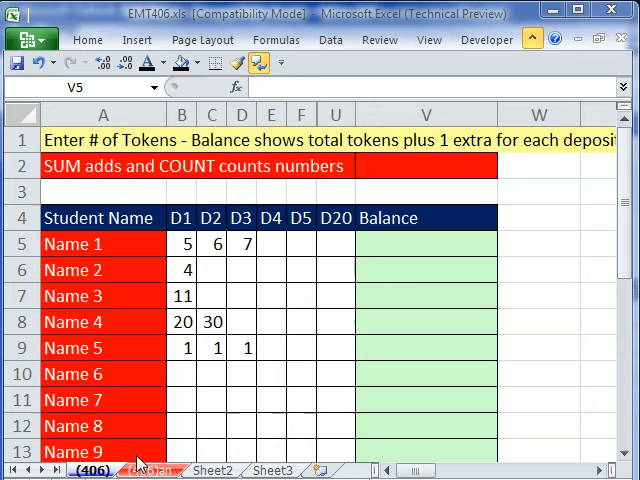 EMT406.xls [Compatibility Mode] - Microsoft Excel (Technical Preview)
Home Insert Page Layout Formulas Data Review View Developer
V5 fx
A B C D E F U V W
1 Enter # of Tokens - Balance shows total tokens plus 1 extra for each deposit
2 SUM adds and COUNT counts numbers
3
4 Student Name D1 D2 D3 D4 D5 D20 Balance
5 Name 1 5 6 7
6 Name 2 4
7 Name 3 11
8 Name 4 20 30
9 Name 5 1 1 1
10 Name 6
11 Name 7
12 Name 8
13 Name 9
(406) Sheet2 Sheet3